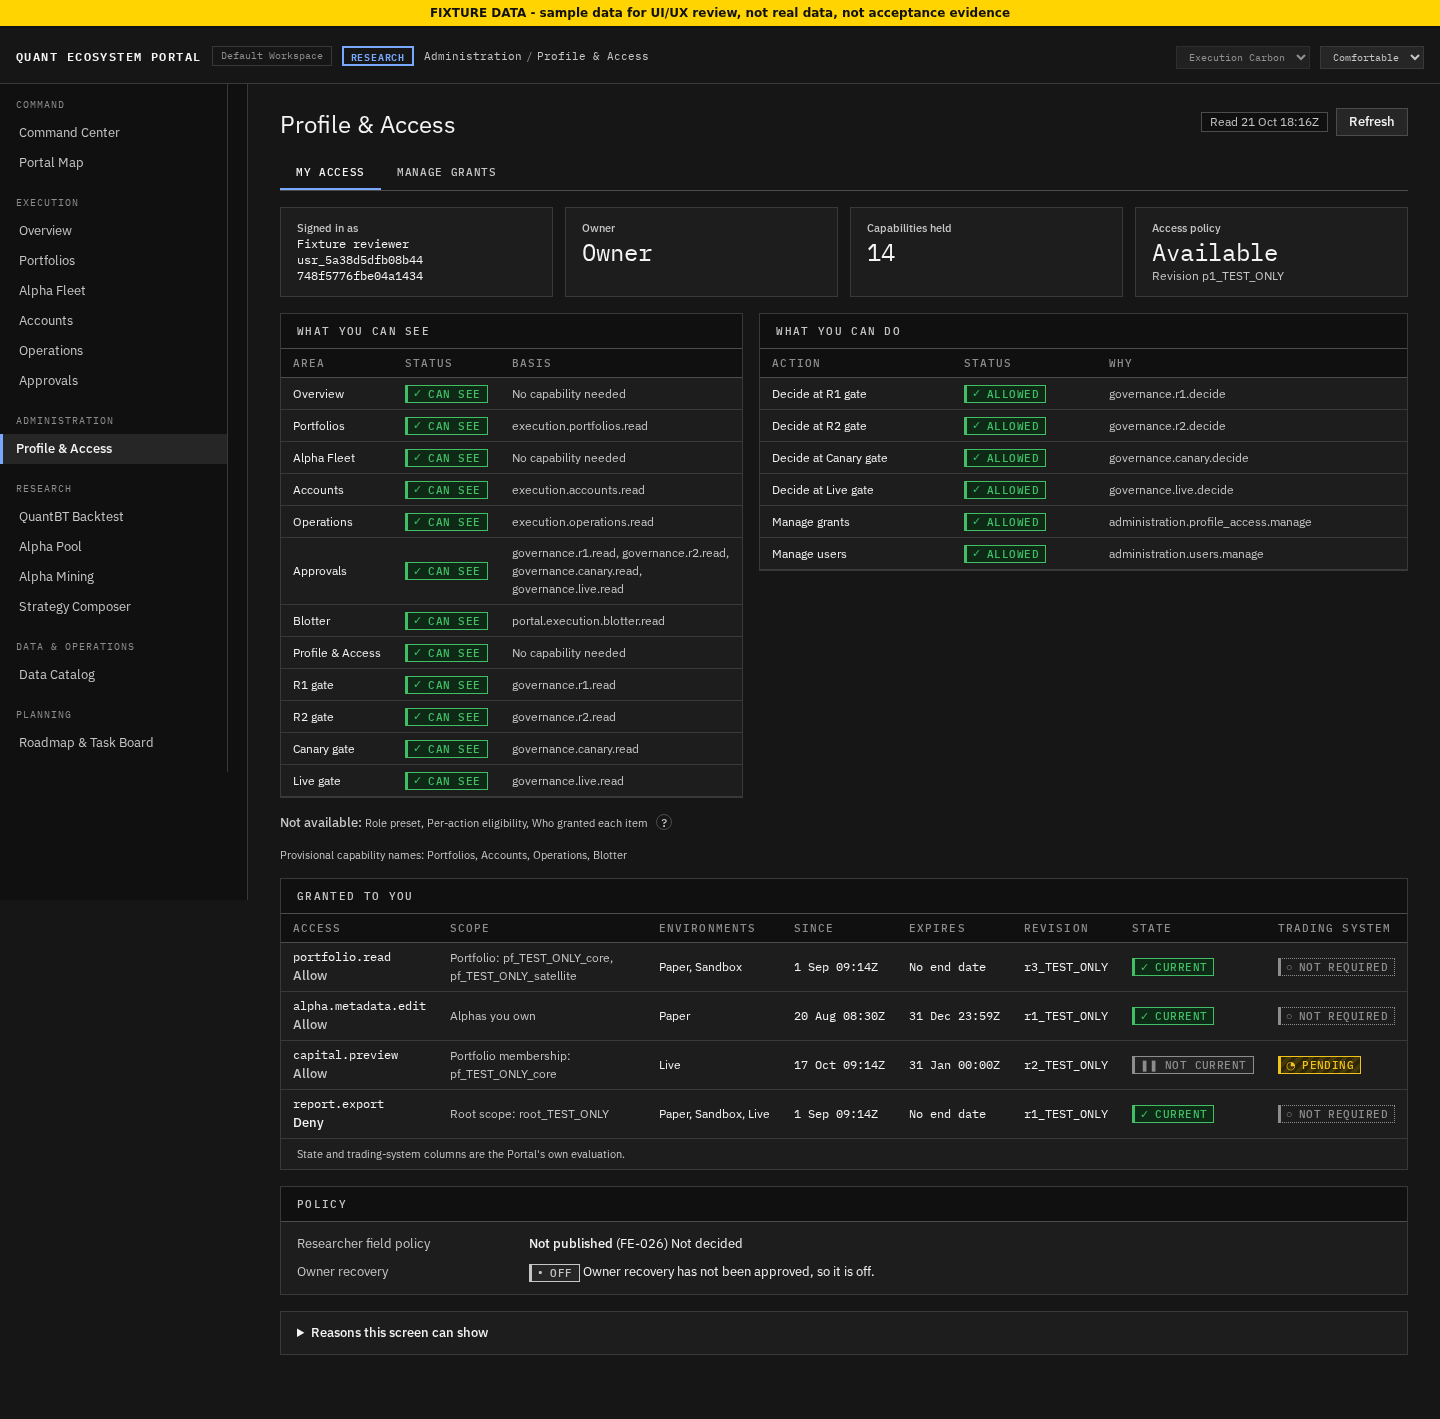 FIXTURE DATA - sample data for UI/UX review, not real data, not acceptance evidence
QUANT ECOSYSTEM PORTAL Default Workspace RESEARCH Administration / Profile & Access Execution Carbon Comfortable
COMMAND
Command Center
Portal Map
EXECUTION
Overview
Portfolios
Alpha Fleet
Accounts
Operations
Approvals
ADMINISTRATION
Profile & Access
RESEARCH
QuantBT Backtest
Alpha Pool
Alpha Mining
Strategy Composer
DATA & OPERATIONS
Data Catalog
PLANNING
Roadmap & Task Board
Profile & Access
Read 21 Oct 18:16Z Refresh
MY ACCESS MANAGE GRANTS
Signed in as
Fixture reviewer
usr_5a38d5dfb08b44
748f5776fbe04a1434
Owner
Owner
Capabilities held
14
Access policy
Available
Revision p1_TEST_ONLY
WHAT YOU CAN SEE
AREA STATUS BASIS
Overview ✓ CAN SEE No capability needed
Portfolios ✓ CAN SEE execution.portfolios.read
Alpha Fleet ✓ CAN SEE No capability needed
Accounts ✓ CAN SEE execution.accounts.read
Operations ✓ CAN SEE execution.operations.read
Approvals ✓ CAN SEE governance.r1.read, governance.r2.read,
governance.canary.read,
governance.live.read
Blotter ✓ CAN SEE portal.execution.blotter.read
Profile & Access ✓ CAN SEE No capability needed
R1 gate ✓ CAN SEE governance.r1.read
R2 gate ✓ CAN SEE governance.r2.read
Canary gate ✓ CAN SEE governance.canary.read
Live gate ✓ CAN SEE governance.live.read
WHAT YOU CAN DO
ACTION STATUS WHY
Decide at R1 gate ✓ ALLOWED governance.r1.decide
Decide at R2 gate ✓ ALLOWED governance.r2.decide
Decide at Canary gate ✓ ALLOWED governance.canary.decide
Decide at Live gate ✓ ALLOWED governance.live.decide
Manage grants ✓ ALLOWED administration.profile_access.manage
Manage users ✓ ALLOWED administration.users.manage
Not available: Role preset, Per-action eligibility, Who granted each item ?
Provisional capability names: Portfolios, Accounts, Operations, Blotter
GRANTED TO YOU
ACCESS SCOPE ENVIRONMENTS SINCE EXPIRES REVISION STATE TRADING SYSTEM
portfolio.read
Allow
Portfolio: pf_TEST_ONLY_core,
pf_TEST_ONLY_satellite
Paper, Sandbox 1 Sep 09:14Z No end date r3_TEST_ONLY ✓ CURRENT ○ NOT REQUIRED
alpha.metadata.edit
Allow
Alphas you own Paper 20 Aug 08:30Z 31 Dec 23:59Z r1_TEST_ONLY ✓ CURRENT ○ NOT REQUIRED
capital.preview
Allow
Portfolio membership:
pf_TEST_ONLY_core
Live 17 Oct 09:14Z 31 Jan 00:00Z r2_TEST_ONLY ❚❚ NOT CURRENT ◔ PENDING
report.export
Deny
Root scope: root_TEST_ONLY Paper, Sandbox, Live 1 Sep 09:14Z No end date r1_TEST_ONLY ✓ CURRENT ○ NOT REQUIRED
State and trading-system columns are the Portal's own evaluation.
POLICY
Researcher field policy Not published (FE-026) Not decided
Owner recovery • OFF Owner recovery has not been approved, so it is off.
▶ Reasons this screen can show